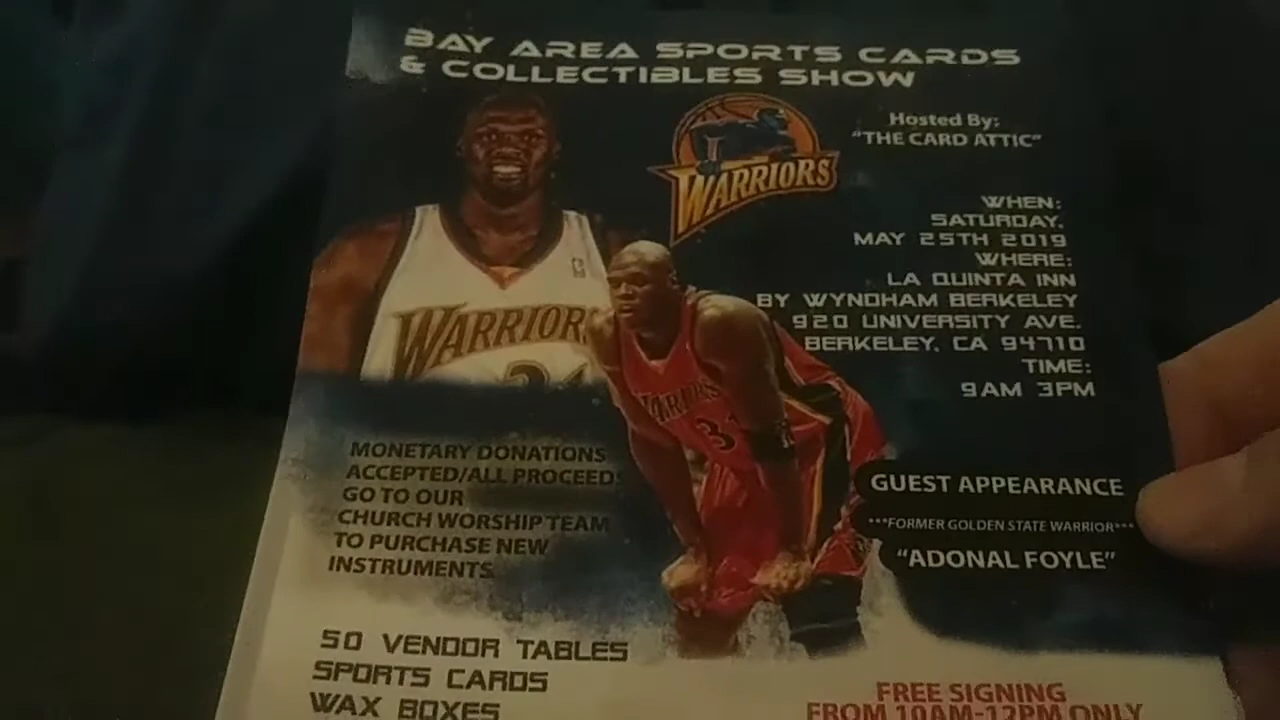 BAY AREA SPORTS CARDS
& COLLECTIBLES SHOW
WARRIORS
Hosted By:
"THE CARD ATTIC"
WHEN:
SATURDAY,
MAY 25TH 2019
WHERE:
LA QUINTA INN
BY WYNDHAM BERKELEY
920 UNIVERSITY AVE.
BERKELEY, CA 94710
TIME:
9AM 3PM
WARRIORS
WARRIORS
3
MONETARY DONATIONS
ACCEPTED/ALL PROCEEDS
GO TO OUR
CHURCH WORSHIP TEAM
TO PURCHASE NEW
INSTRUMENTS.
GUEST APPEARANCE
***FORMER GOLDEN STATE WARRIOR***
"ADONAL FOYLE"
50 VENDOR TABLES
SPORTS CARDS
WAX BOXES
FREE SIGNING
FROM 10AM-12PM ONLY